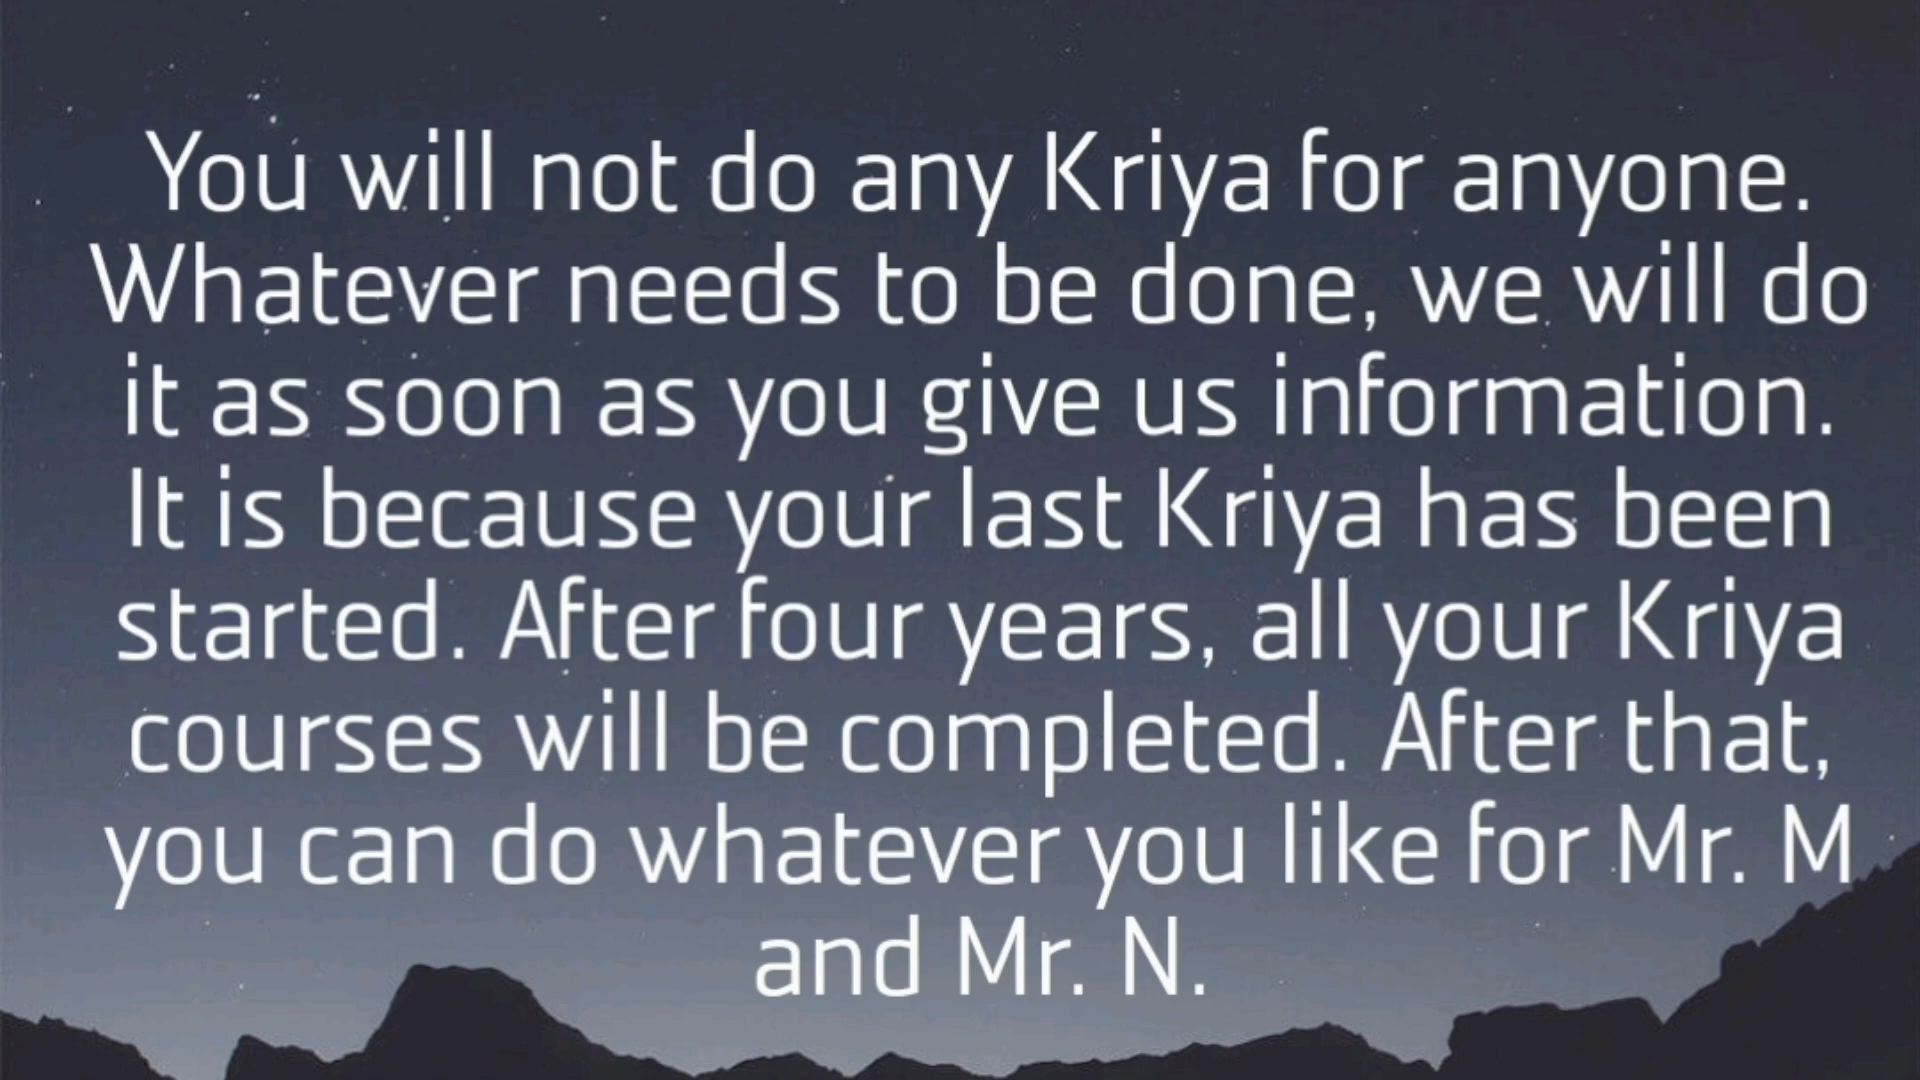 You will not do any Kriya for anyone.
Whatever needs to be done, we will do
it as soon as you give us information.
It is because your last Kriya has been
started. After four years, all your Kriya
courses will be completed. After that,
you can do whatever you like for Mr. M
and Mr. N.